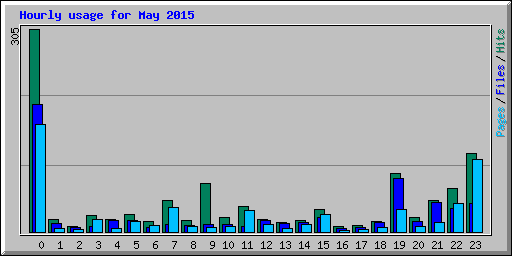 Hourly usage for May 2015
305
Pages / Files / Hits
0 1 2 3 4 5 6 7 8 9 10 11 12 13 14 15 16 17 18 19 20 21 22 23